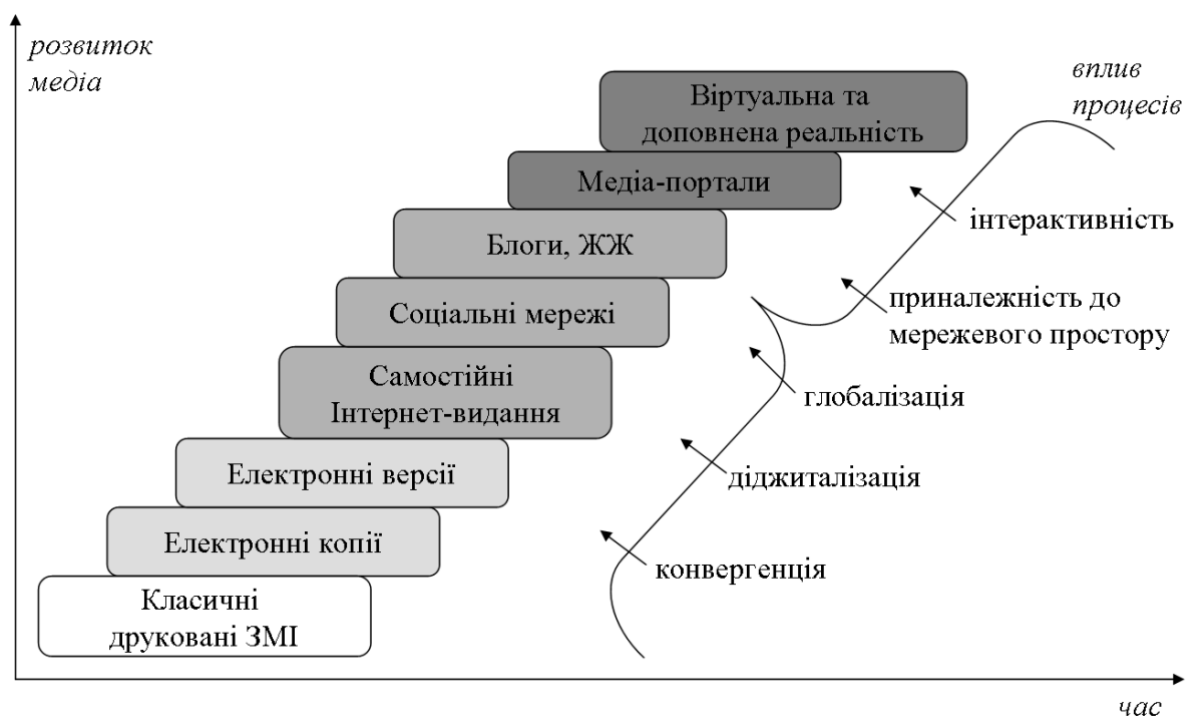 розвиток
медіа
вплив
процесів
Віртуальна та
доповнена реальність
Медіа-портали
Блоги, ЖЖ
Соціальні мережі
Самостійні
Інтернет-видання
Електронні версії
Електронні копії
Класичні
друковані ЗМІ
інтерактивність
приналежність до
мережевого простору
глобалізація
діджиталізація
конвергенція
час